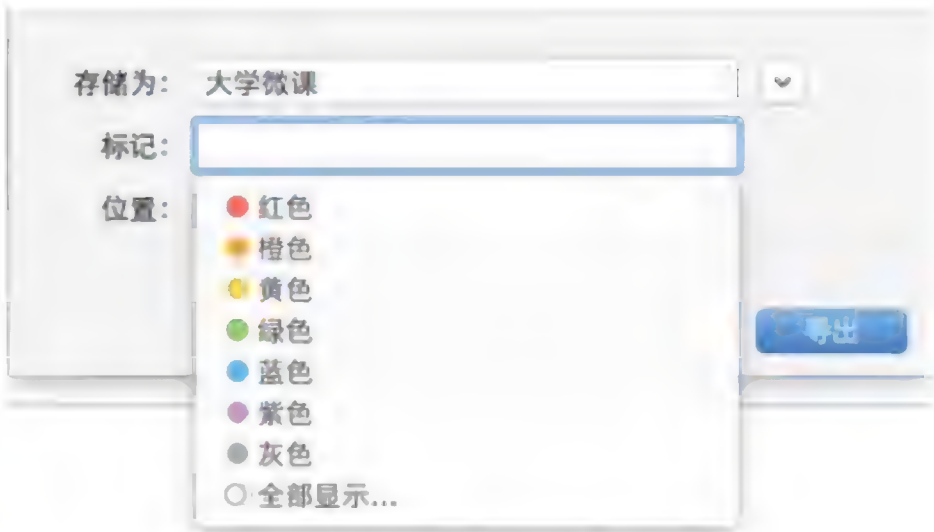 存储为： 大学微课
标记：
位置：
红色
橙色
黄色
绿色
导出
蓝色
紫色
灰色
全部显示...